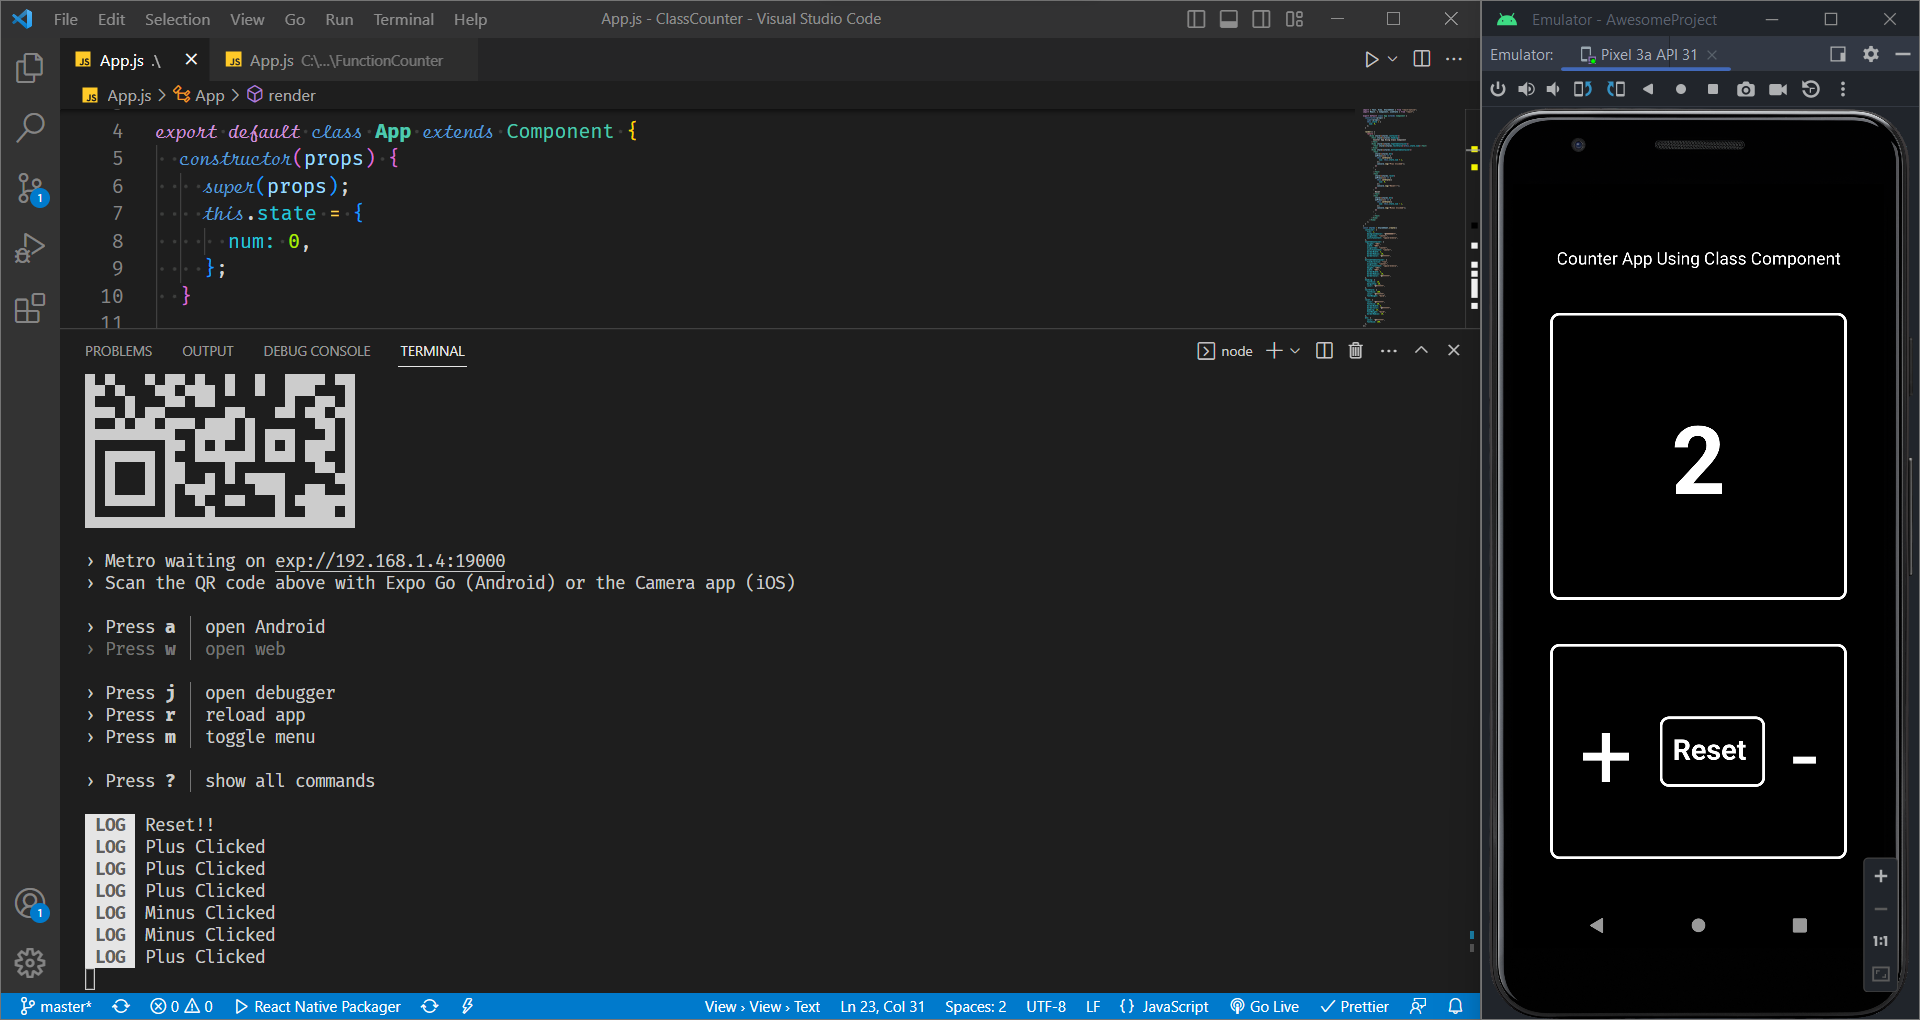 File Edit Selection View Go Run Terminal Help
App.js - ClassCounter - Visual Studio Code
JS App.js .\
JS App.js C:\...\FunctionCounter
JS App.js > App > render
4 export default class App extends Component {
5 constructor(props) {
6 super(props);
7 this.state = {
8 num: 0,
9 };
10 }
11
PROBLEMS OUTPUT DEBUG CONSOLE TERMINAL
node
› Metro waiting on exp://192.168.1.4:19000
› Scan the QR code above with Expo Go (Android) or the Camera app (iOS)
› Press a │ open Android
› Press w │ open web
› Press j │ open debugger
› Press r │ reload app
› Press m │ toggle menu
› Press ? │ show all commands
LOG Reset!!
LOG Plus Clicked
LOG Plus Clicked
LOG Plus Clicked
LOG Minus Clicked
LOG Minus Clicked
LOG Plus Clicked
1
1
master* 0 0 React Native Packager
View › View › Text Ln 23, Col 31 Spaces: 2 UTF-8 LF {} JavaScript Go Live Prettier
Emulator - AwesomeProject
Emulator: Pixel 3a API 31
Counter App Using Class Component
2
+ Reset -
1:1